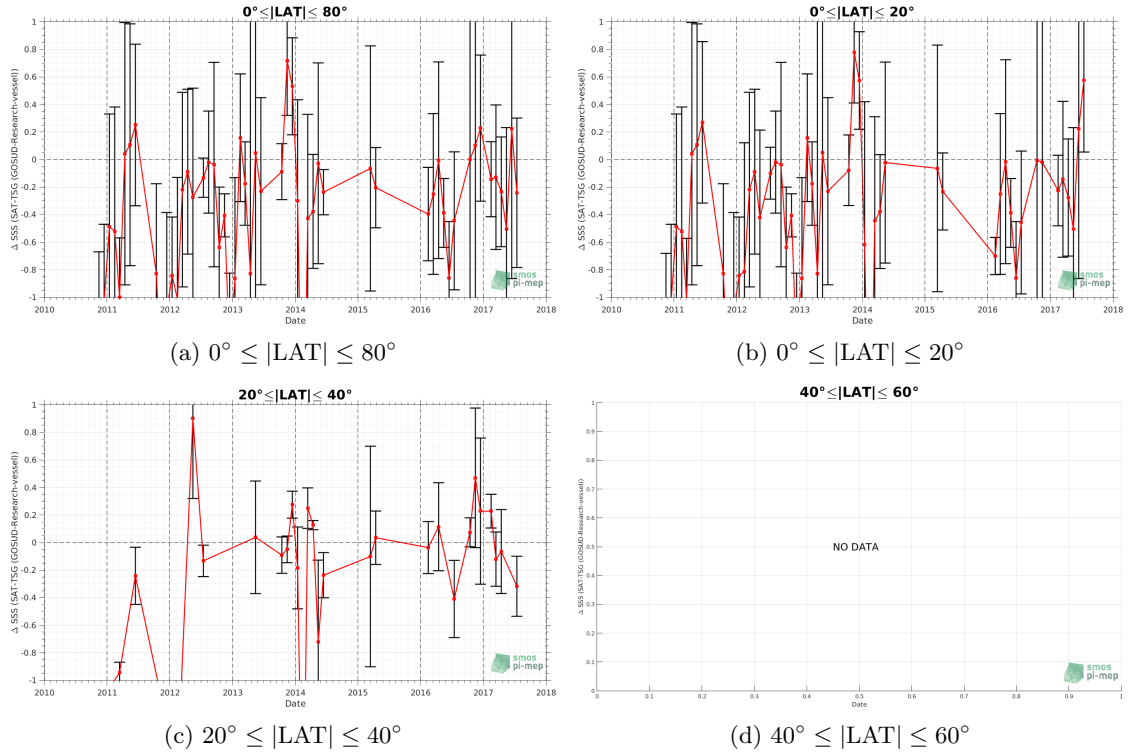 0°≤|LAT|≤ 80°
Δ SSS (SAT-TSG (GOSUD-Research-vessel))
1
0.8
0.6
0.4
0.2
0
-0.2
-0.4
-0.6
-0.8
-1
2010 2011 2012 2013 2014 2015 2016 2017 2018
Date
smos
pi-mep
(a) 0° ≤ |LAT| ≤ 80°
0°≤|LAT|≤ 20°
Δ SSS (SAT-TSG (GOSUD-Research-vessel))
1
0.8
0.6
0.4
0.2
0
-0.2
-0.4
-0.6
-0.8
-1
2010 2011 2012 2013 2014 2015 2016 2017 2018
Date
smos
pi-mep
(b) 0° ≤ |LAT| ≤ 20°
20°≤|LAT|≤ 40°
Δ SSS (SAT-TSG (GOSUD-Research-vessel))
1
0.8
0.6
0.4
0.2
0
-0.2
-0.4
-0.6
-0.8
-1
2010 2011 2012 2013 2014 2015 2016 2017 2018
Date
smos
pi-mep
(c) 20° ≤ |LAT| ≤ 40°
40°≤|LAT|≤ 60°
Δ SSS (SAT-TSG (GOSUD-Research-vessel))
1
0.9
0.8
0.7
0.6
0.5
0.4
0.3
0.2
0.1
0
NO DATA
0 0.1 0.2 0.3 0.4 0.5 0.6 0.7 0.8 0.9 1
Date
smos
pi-mep
(d) 40° ≤ |LAT| ≤ 60°